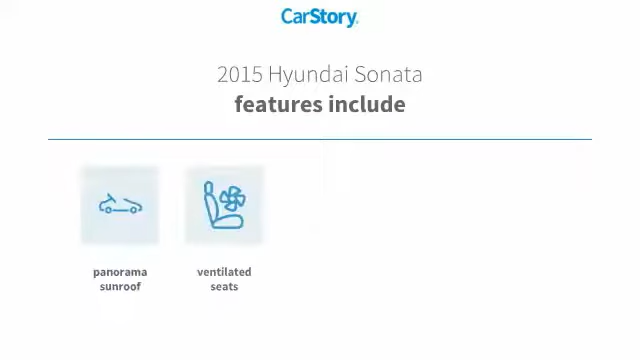 CarStory.
2015 Hyundai Sonata
features include
panorama
sunroof
ventilated
seats